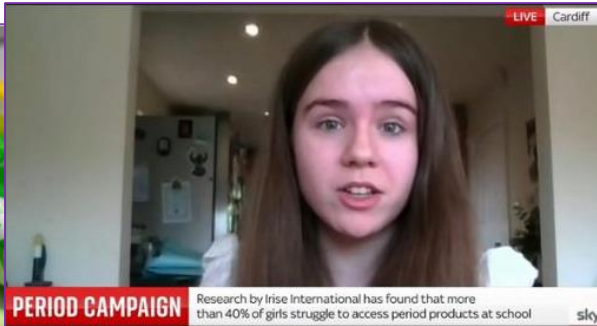 LIVE Cardiff
PERIOD CAMPAIGN
Research by Irise International has found that more
than 40% of girls struggle to access period products at school
sky